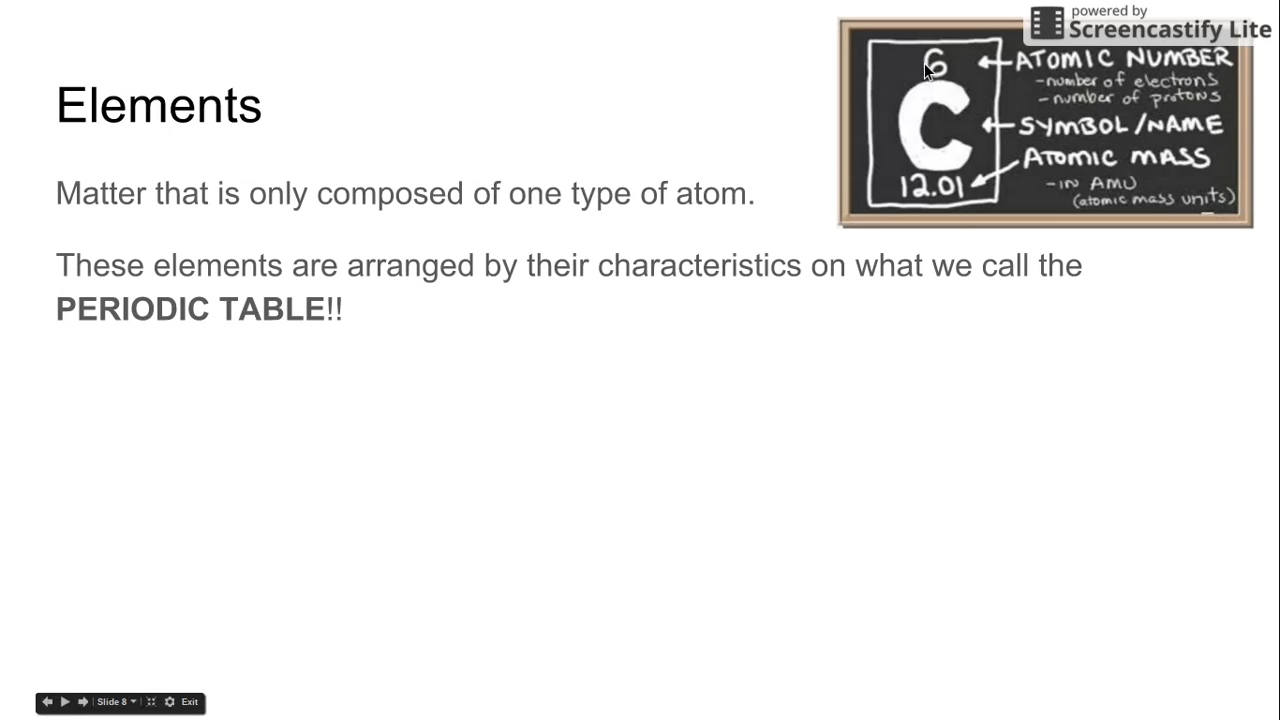 powered by
Screencastify Lite
Elements
Matter that is only composed of one type of atom.
These elements are arranged by their characteristics on what we call the
PERIODIC TABLE!!
6
C
12.01
ATOMIC NUMBER
-number of electrons
- number of protons
SYMBOL/NAME
ATOMIC MASS
-IN AMU
(atomic mass units)
Slide 8
Exit